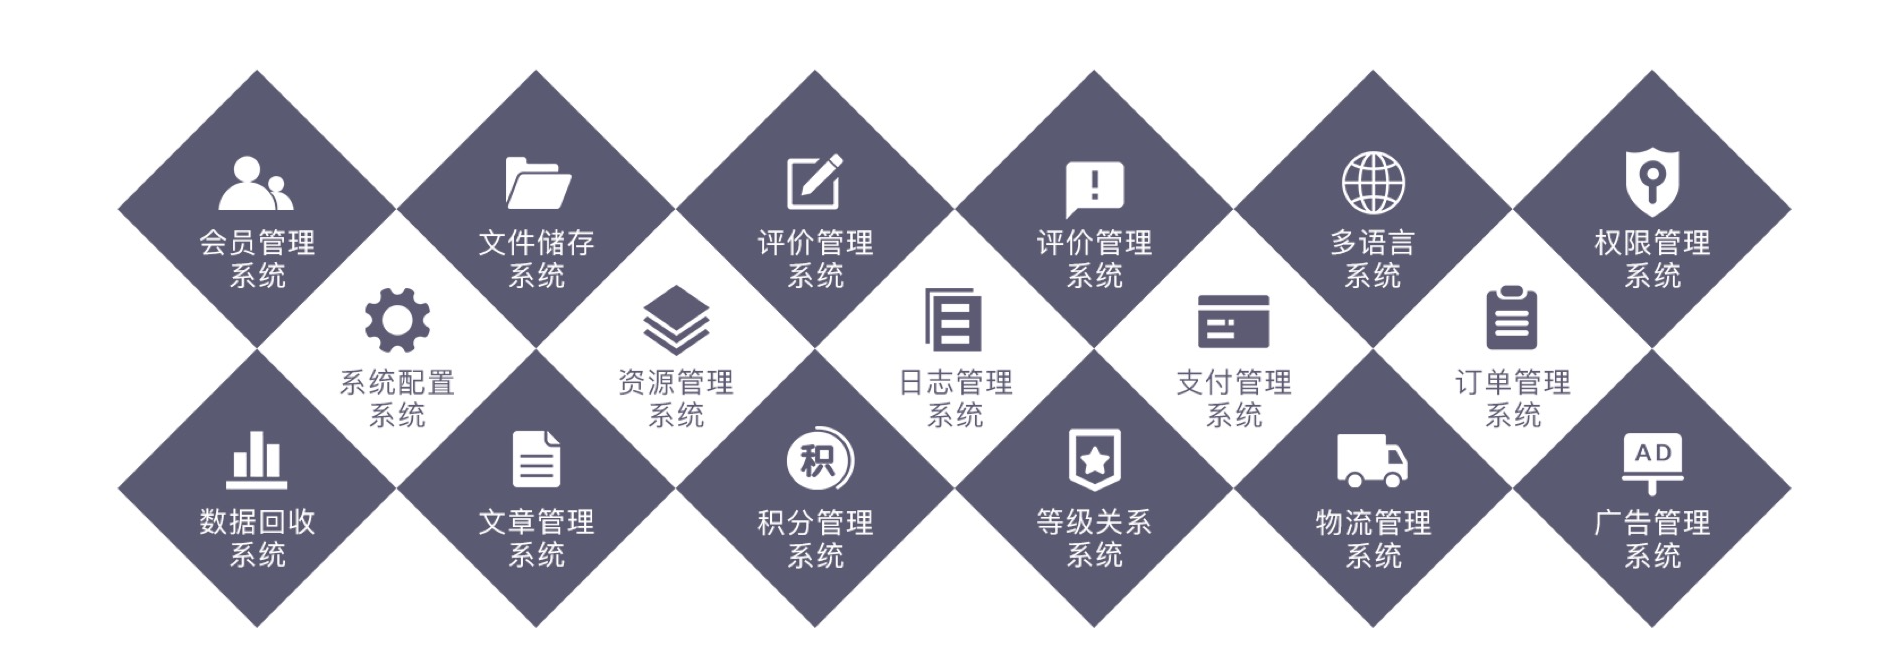 会员管理
系统
文件储存
系统
评价管理
系统
评价管理
系统
多语言
系统
权限管理
系统
系统配置
系统
资源管理
系统
日志管理
系统
支付管理
系统
订单管理
系统
数据回收
系统
文章管理
系统
积
积分管理
系统
等级关系
系统
物流管理
系统
AD
广告管理
系统